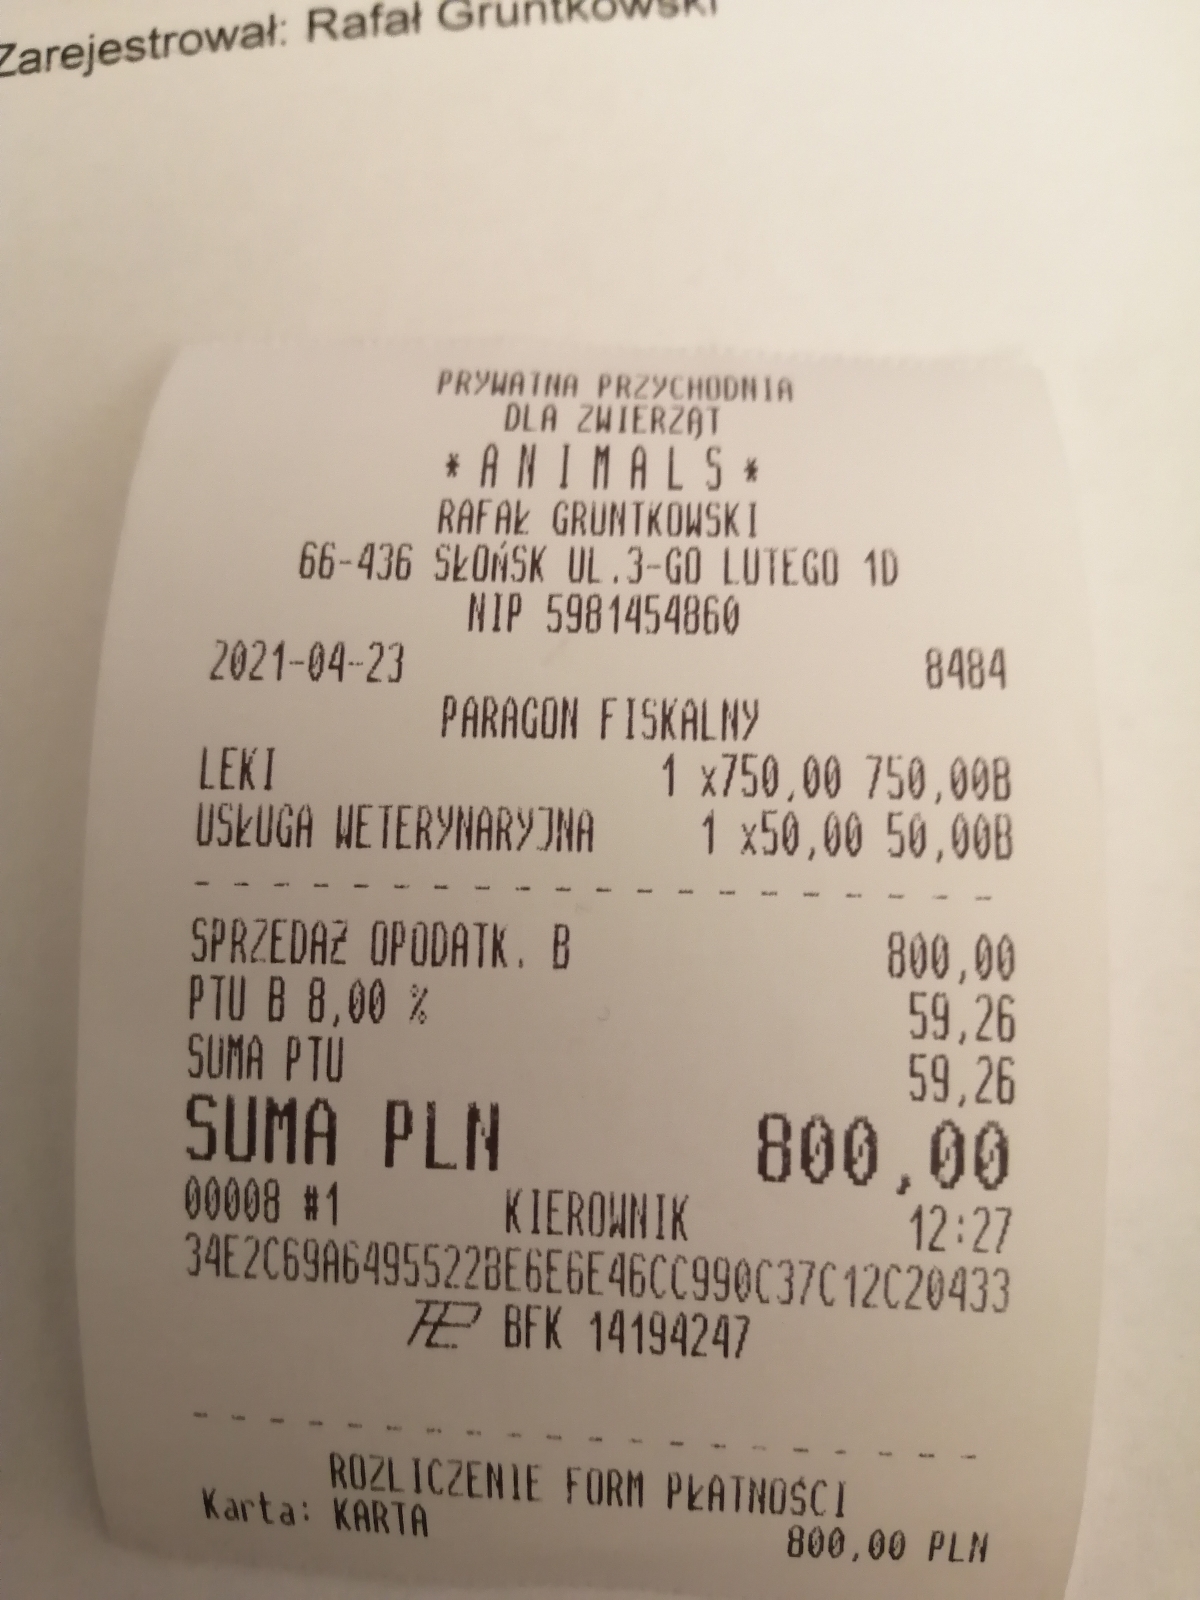 Zarejestrował: Rafał Gruntkowski
PRYWATNA PRZYCHODNIA
DLA ZWIERZĄT
*ANIMALS*
RAFAŁ GRUNTKOWSKI
66-436 SŁOŃSK UL.3-GO LUTEGO 1D
NIP 5981454860
2021-04-23 8484
PARAGON FISKALNY
LEKI 1 x750,00 750,00B
USŁUGA WETERYNARYJNA 1 x50,00 50,00B
SPRZEDAŻ OPODATK. B 800,00
PTU B 8,00 % 59,26
SUMA PTU 59,26
SUMA PLN 800,00
00008 #1 KIEROWNIK 12:27
34E2C69A6495522BE6E6E46CC990C37C12C20433
BFK 14194247
ROZLICZENIE FORM PŁATNOŚCI
Karta: KARTA 800,00 PLN